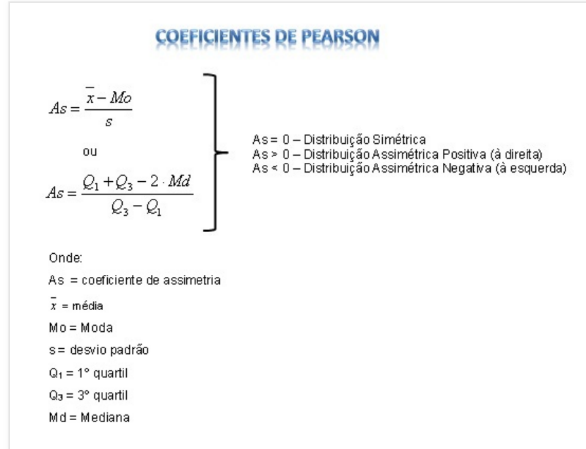 COEFICIENTES DE PEARSON
As = (x̄ − Mo) / s
ou
As = (Q₁ + Q₃ − 2 · Md) / (Q₃ − Q₁)
As = 0 – Distribuição Simétrica
As > 0 – Distribuição Assimétrica Positiva (à direita)
As < 0 – Distribuição Assimétrica Negativa (à esquerda)
Onde:
As = coeficiente de assimetria
x̄ = média
Mo = Moda
s = desvio padrão
Q₁ = 1º quartil
Q₃ = 3º quartil
Md = Mediana